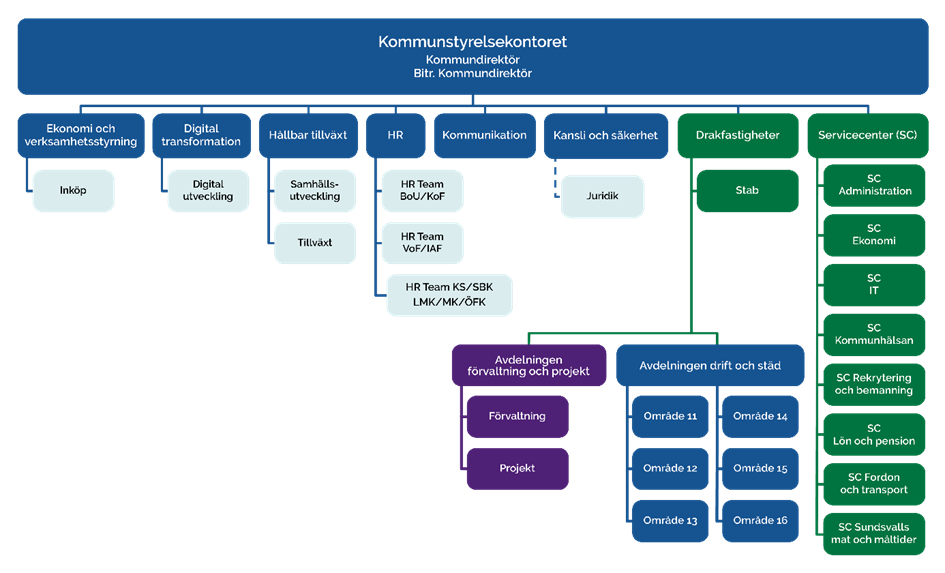 Kommunstyrelsekontoret
Kommundirektör
Bitr. Kommundirektör
Ekonomi och
verksamhetsstyrning
Inköp
Digital
transformation
Digital
utveckling
Hållbar tillväxt
Samhälls-
utveckling
Tillväxt
HR
HR Team
BoU/KoF
HR Team
VoF/IAF
HR Team KS/SBK
LMK/MK/ÖFK
Kommunikation
Kansli och säkerhet
Juridik
Drakfastigheter
Stab
Avdelningen
förvaltning och projekt
Förvaltning
Projekt
Avdelningen drift och städ
Område 11
Område 12
Område 13
Område 14
Område 15
Område 16
Servicecenter (SC)
SC
Administration
SC
Ekonomi
SC
IT
SC
Kommunhälsan
SC Rekrytering
och bemanning
SC
Lön och pension
SC Fordon
och transport
SC Sundsvalls
mat och måltider